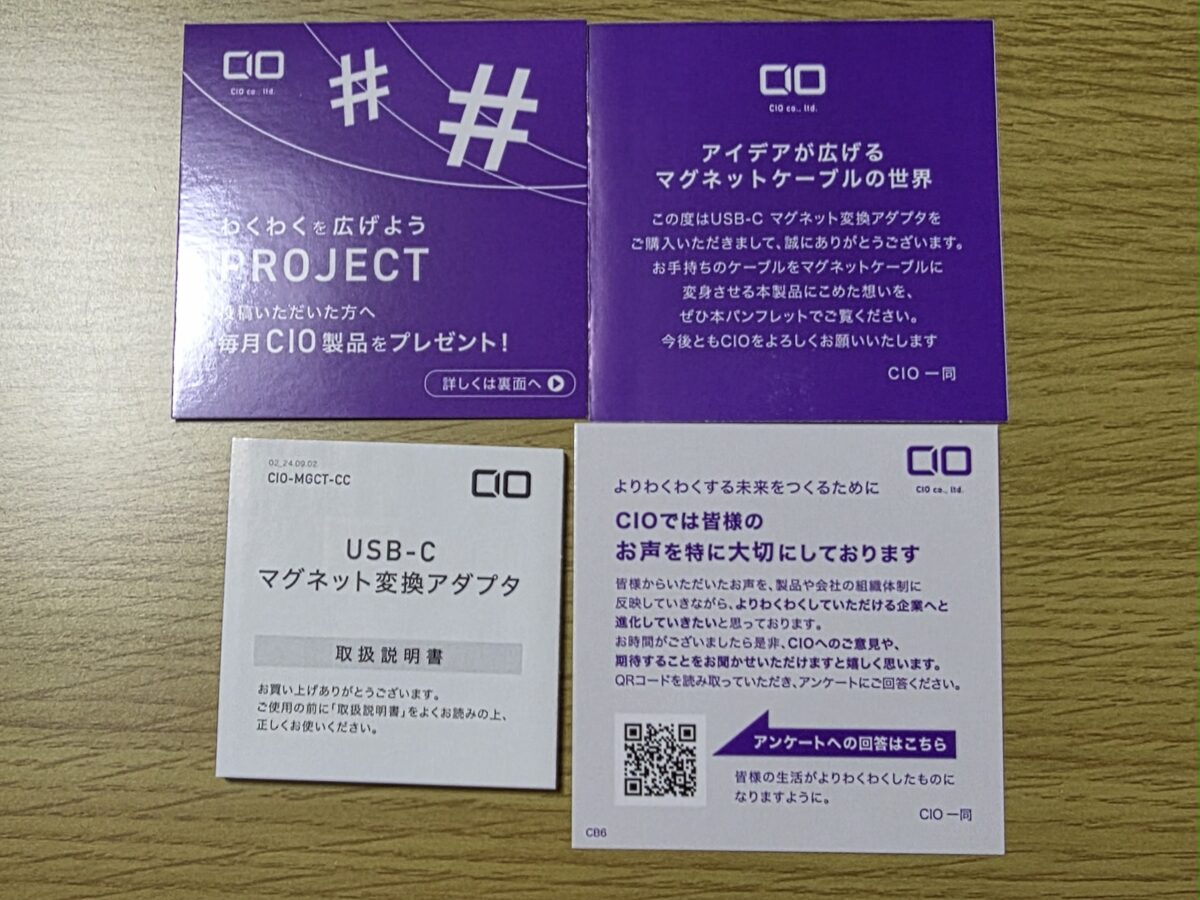 CIO
CIO co., ltd.
# #
わくわくを広げよう
PROJECT
投稿いただいた方へ
毎月CIO製品をプレゼント!
詳しくは裏面へ
CIO
CIO co., ltd.
アイデアが広げる
マグネットケーブルの世界
この度はUSB-C マグネット変換アダプタを
ご購入いただきまして、誠にありがとうございます。
お手持ちのケーブルをマグネットケーブルに
変身させる本製品にこめた想いを、
ぜひ本パンフレットでご覧ください。
今後ともCIOをよろしくお願いいたします
CIO 一同
02_24.09.02
CIO-MGCT-CC
CIO
USB-C
マグネット変換アダプタ
取扱説明書
お買い上げありがとうございます。
ご使用の前に「取扱説明書」をよくお読みの上、
正しくお使いください。
CIO
CIO co., ltd.
よりわくわくする未来をつくるために
CIOでは皆様の
お声を特に大切にしております
皆様からいただいたお声を、製品や会社の組織体制に
反映していきながら、よりわくわくしていただける企業へと
進化していきたいと思っております。
お時間がございましたら是非、CIOへのご意見や、
期待することをお聞かせいただけますと嬉しく思います。
QRコードを読み取っていただき、アンケートにご回答ください。
アンケートへの回答はこちら
皆様の生活がよりわくわくしたものに
なりますように。
CIO 一同
CB6